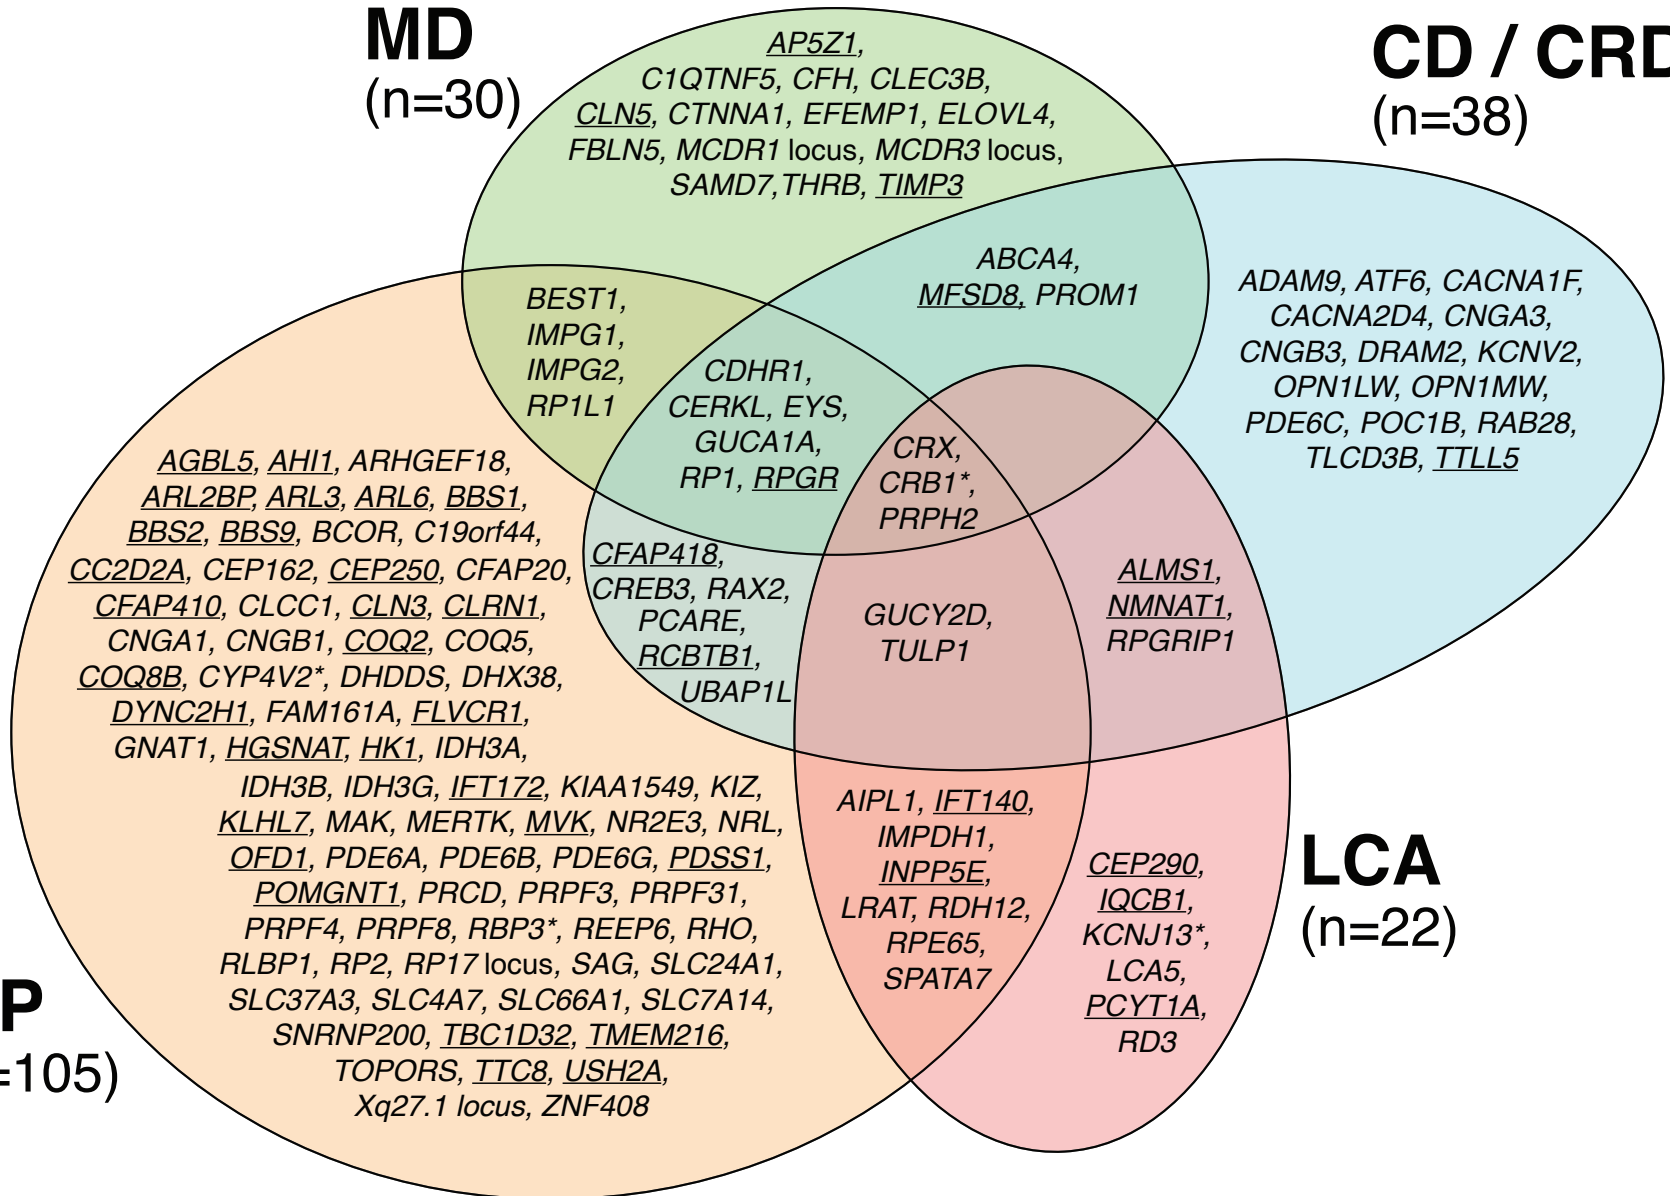 MD
(n=30)
CD / CRD
(n=38)
AP5Z1,
C1QTNF5, CFH, CLEC3B,
CLN5, CTNNA1, EFEMP1, ELOVL4,
FBLN5, MCDR1 locus, MCDR3 locus,
SAMD7,THRB, TIMP3
ABCA4,
MFSD8, PROM1
ADAM9, ATF6, CACNA1F,
CACNA2D4, CNGA3,
CNGB3, DRAM2, KCNV2,
OPN1LW, OPN1MW,
PDE6C, POC1B, RAB28,
TLCD3B, TTLL5
BEST1,
IMPG1,
IMPG2,
RP1L1
CDHR1,
CERKL, EYS,
GUCA1A,
RP1, RPGR
CRX,
CRB1*,
PRPH2
AGBL5, AHI1, ARHGEF18,
ARL2BP, ARL3, ARL6, BBS1,
BBS2, BBS9, BCOR, C19orf44,
CC2D2A, CEP162, CEP250, CFAP20,
CFAP410, CLCC1, CLN3, CLRN1,
CNGA1, CNGB1, COQ2, COQ5,
COQ8B, CYP4V2*, DHDDS, DHX38,
DYNC2H1, FAM161A, FLVCR1,
GNAT1, HGSNAT, HK1, IDH3A,
IDH3B, IDH3G, IFT172, KIAA1549, KIZ,
KLHL7, MAK, MERTK, MVK, NR2E3, NRL,
OFD1, PDE6A, PDE6B, PDE6G, PDSS1,
POMGNT1, PRCD, PRPF3, PRPF31,
PRPF4, PRPF8, RBP3*, REEP6, RHO,
RLBP1, RP2, RP17 locus, SAG, SLC24A1,
SLC37A3, SLC4A7, SLC66A1, SLC7A14,
SNRNP200, TBC1D32, TMEM216,
TOPORS, TTC8, USH2A,
Xq27.1 locus, ZNF408
CFAP418,
CREB3, RAX2,
PCARE,
RCBTB1,
UBAP1L
GUCY2D,
TULP1
ALMS1,
NMNAT1,
RPGRIP1
AIPL1, IFT140,
IMPDH1,
INPP5E,
LRAT, RDH12,
RPE65,
SPATA7
CEP290,
IQCB1,
KCNJ13*,
LCA5,
PCYT1A,
RD3
LCA
(n=22)
P
=105)